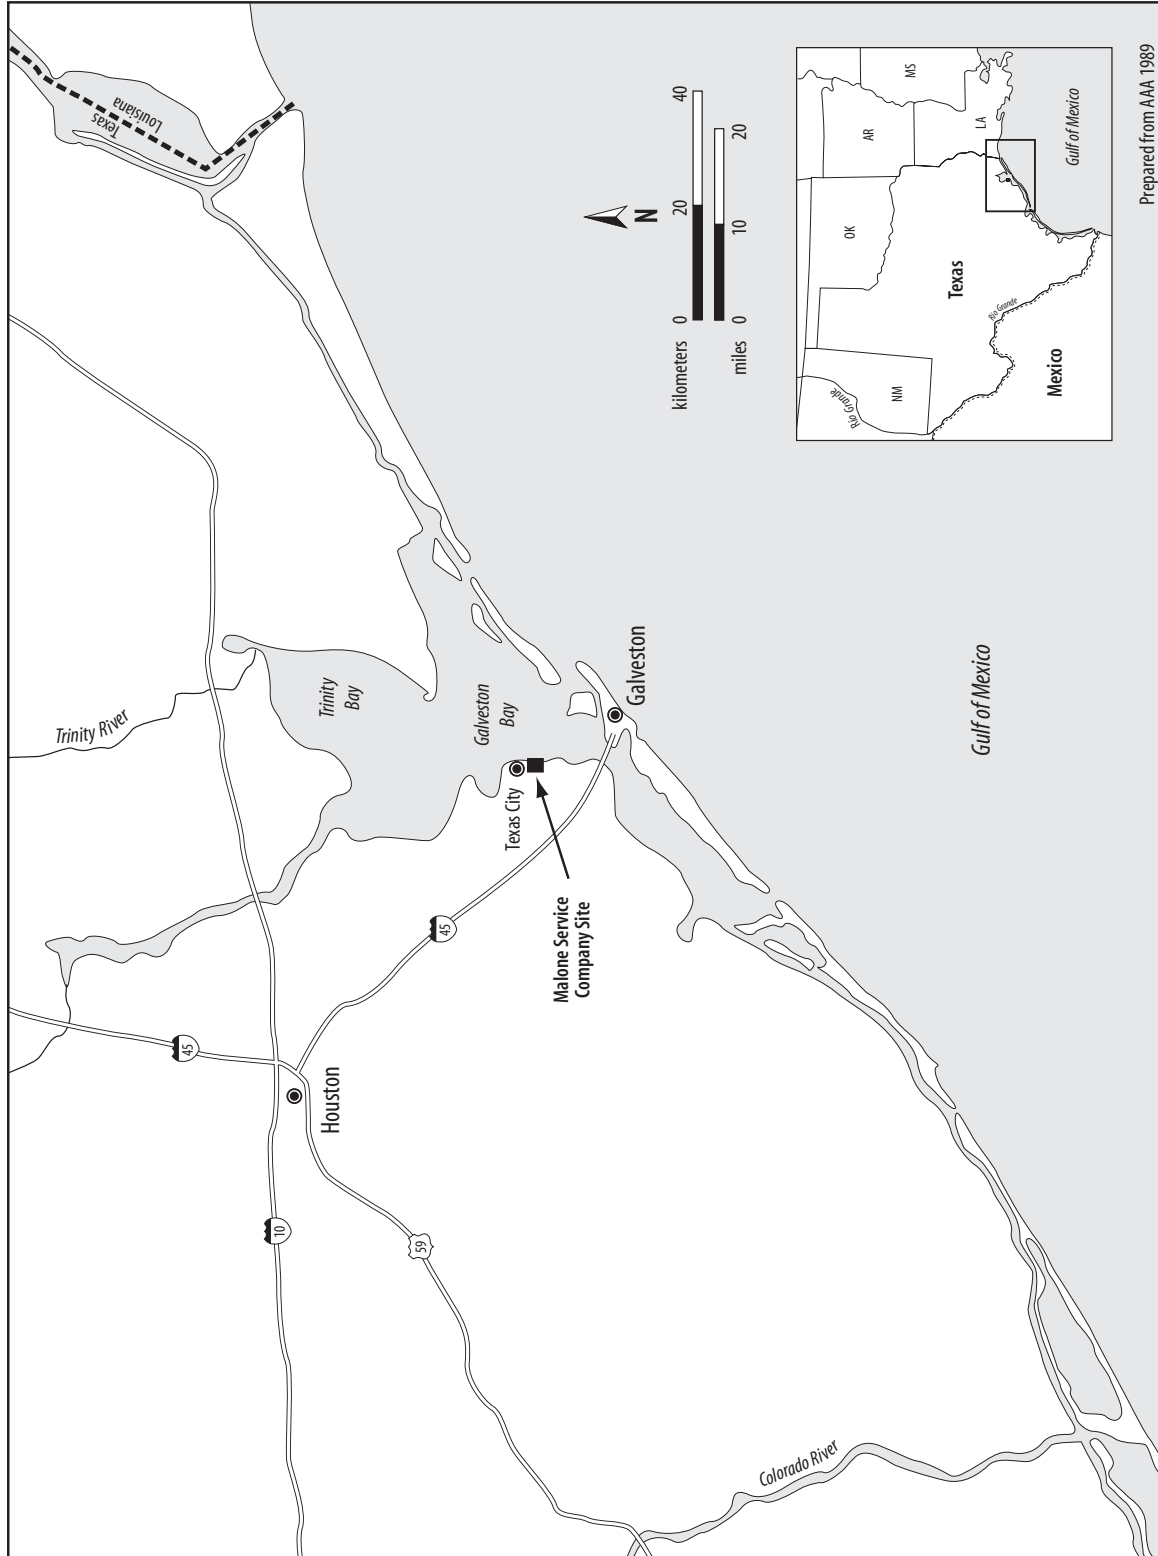 Texas
Louisiana
Trinity River
Trinity
Bay
Galveston
Bay
Texas City
Galveston
Malone Service
Company Site
45
45
Houston
10
59
Colorado River
Gulf of Mexico
N
kilometers 0 20 40
miles 0 10 20
MS
AR
LA
OK
NM
Texas
Mexico
Rio Grande
Rio Grande
Gulf of Mexico
Prepared from AAA 1989